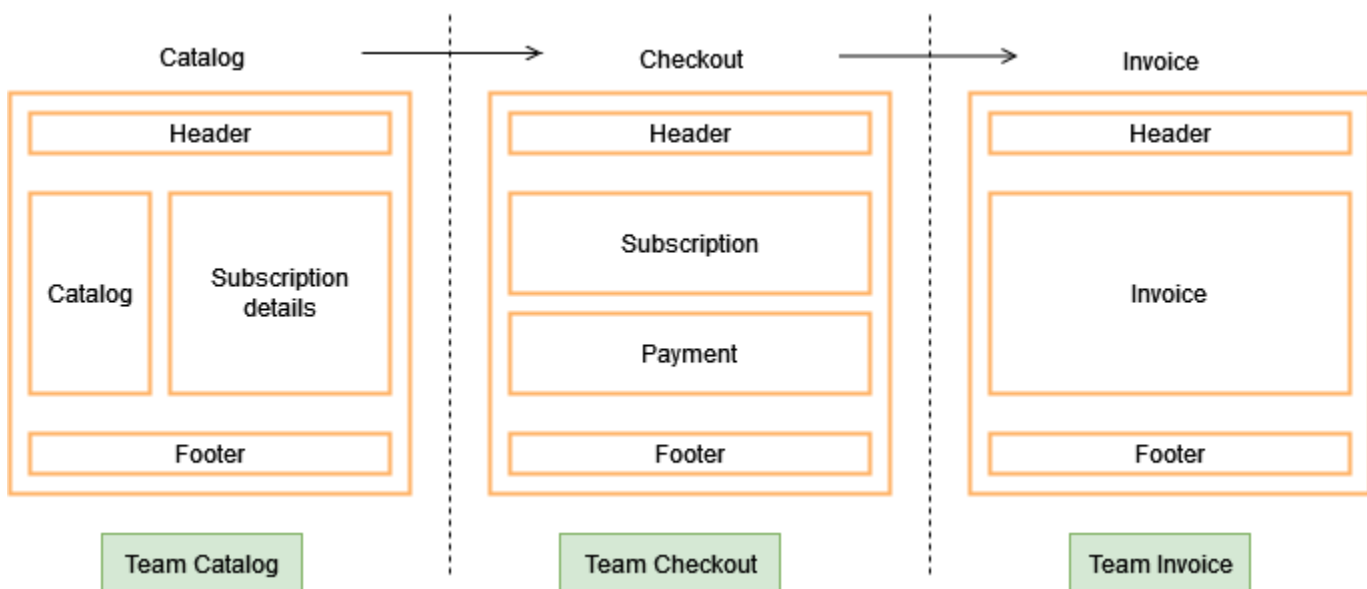 Catalog
Checkout
Invoice
Header
Header
Header
Catalog
Subscription
details
Subscription
Payment
Invoice
Footer
Footer
Footer
Team Catalog
Team Checkout
Team Invoice